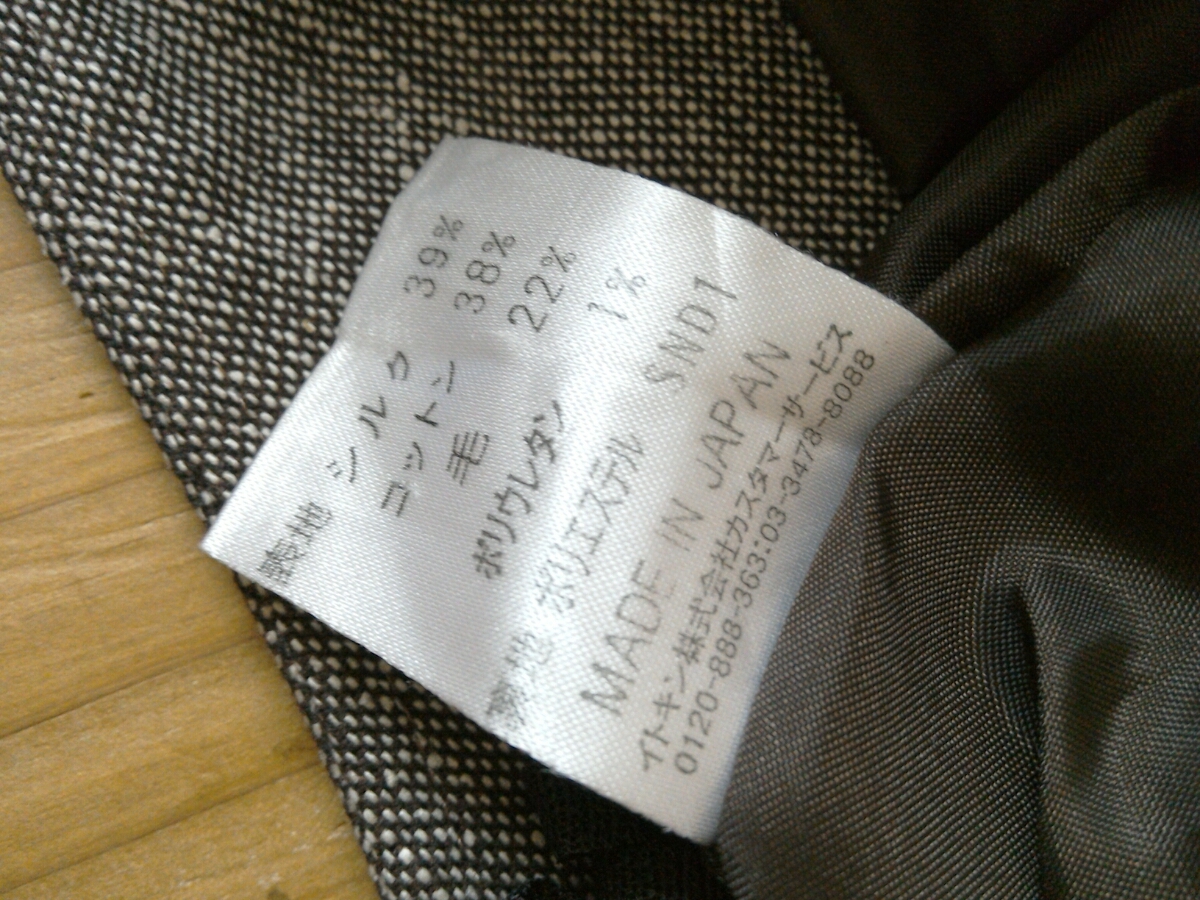 表地 シルク 39%
コットン 38%
毛 22%
ポリウレタン 1%
裏地 ポリエステル SND1
MADE IN JAPAN
イトキン株式会社カスタマーサービス
0120-888-363:03-3478-8088